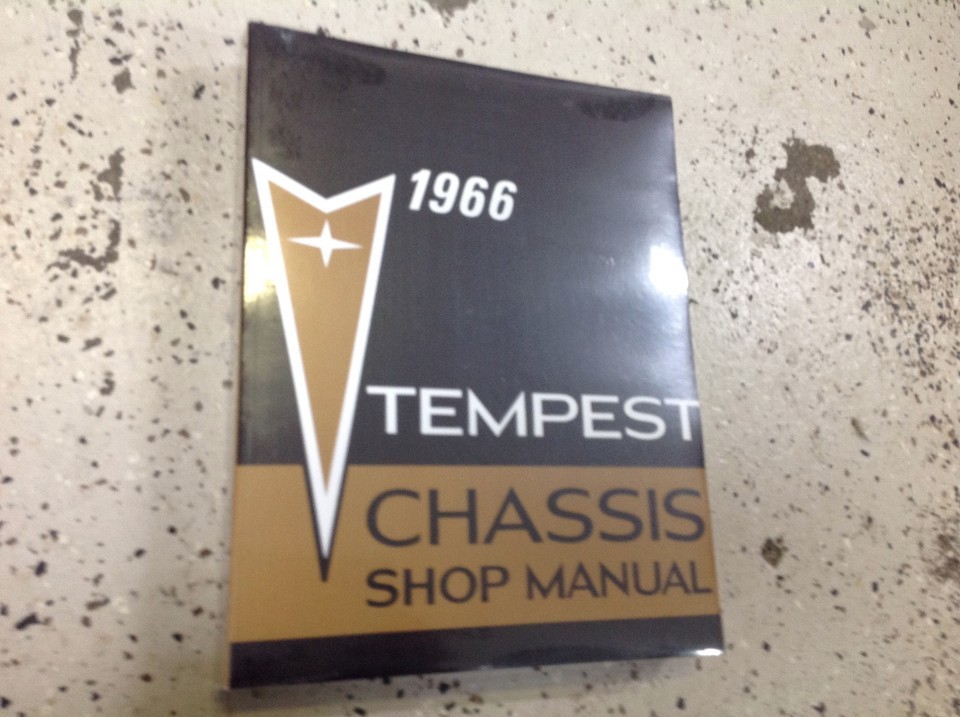 1966
TEMPEST
CHASSIS
SHOP MANUAL